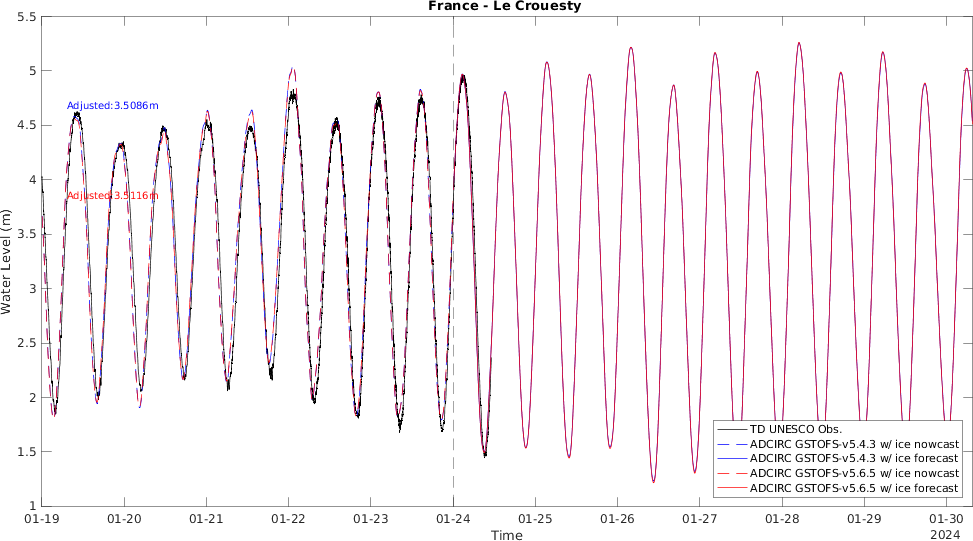 France - Le Crouesty
5.5
5
4.5
4
3.5
3
2.5
2
1.5
1
Water Level (m)
Adjusted:3.5086m
Adjusted:3.5116m
TD UNESCO Obs.
ADCIRC GSTOFS-v5.4.3 w/ ice nowcast
ADCIRC GSTOFS-v5.4.3 w/ ice forecast
ADCIRC GSTOFS-v5.6.5 w/ ice nowcast
ADCIRC GSTOFS-v5.6.5 w/ ice forecast
01-19 01-20 01-21 01-22 01-23 01-24 01-25 01-26 01-27 01-28 01-29 01-30
2024
Time